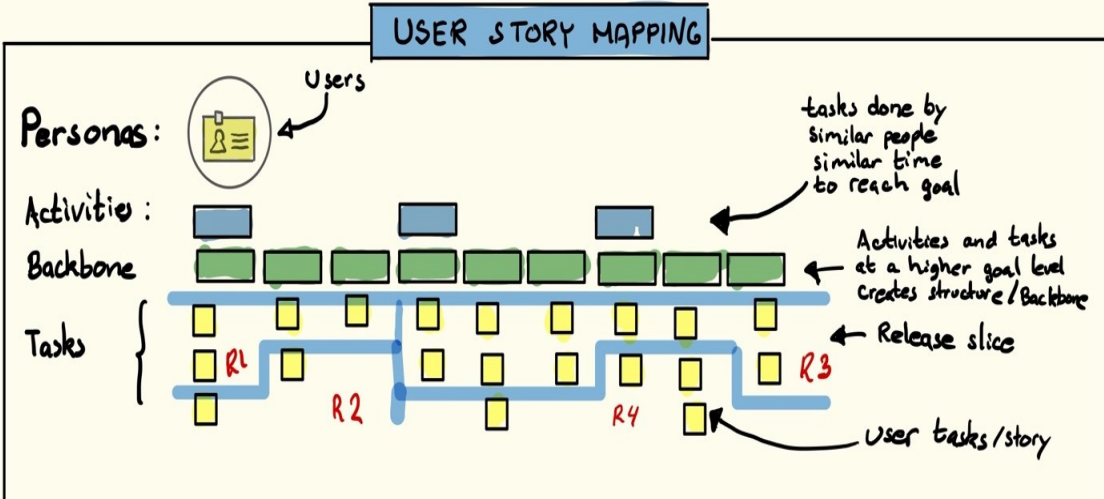 USER STORY MAPPING
Users
Personas:
tasks done by
similar people
similar time
to reach goal
Activities:
Activities and tasks
at a higher goal level
creates structure/Backbone
Backbone
Release slice
Tasks
R1
R3
R2
R4
User tasks/story